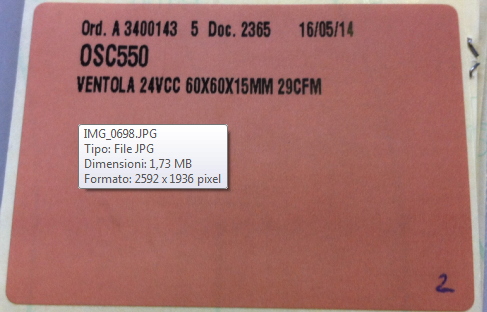 Ord. A 3400143 5 Doc. 2365 16/05/14
OSC550
VENTOLA 24VCC 60X60X15MM 29CFM
IMG_0698.JPG
Tipo: File JPG
Dimensioni: 1,73 MB
Formato: 2592 x 1936 pixel
2